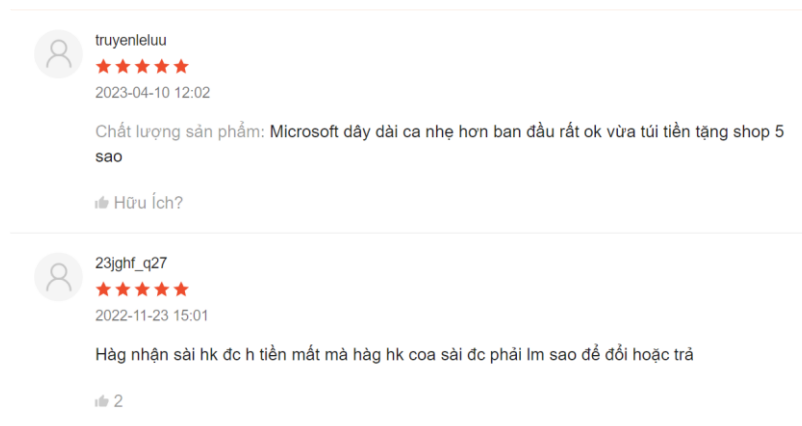 truyenleluu
2023-04-10 12:02
Chất lượng sản phẩm: Microsoft dây dài ca nhẹ hơn ban đầu rất ok vừa túi tiền tặng shop 5
sao
Hữu Ích?
23jghf_q27
2022-11-23 15:01
Hàg nhận sài hk đc h tiền mất mà hàg hk coa sài đc phải lm sao để đổi hoặc trả
2